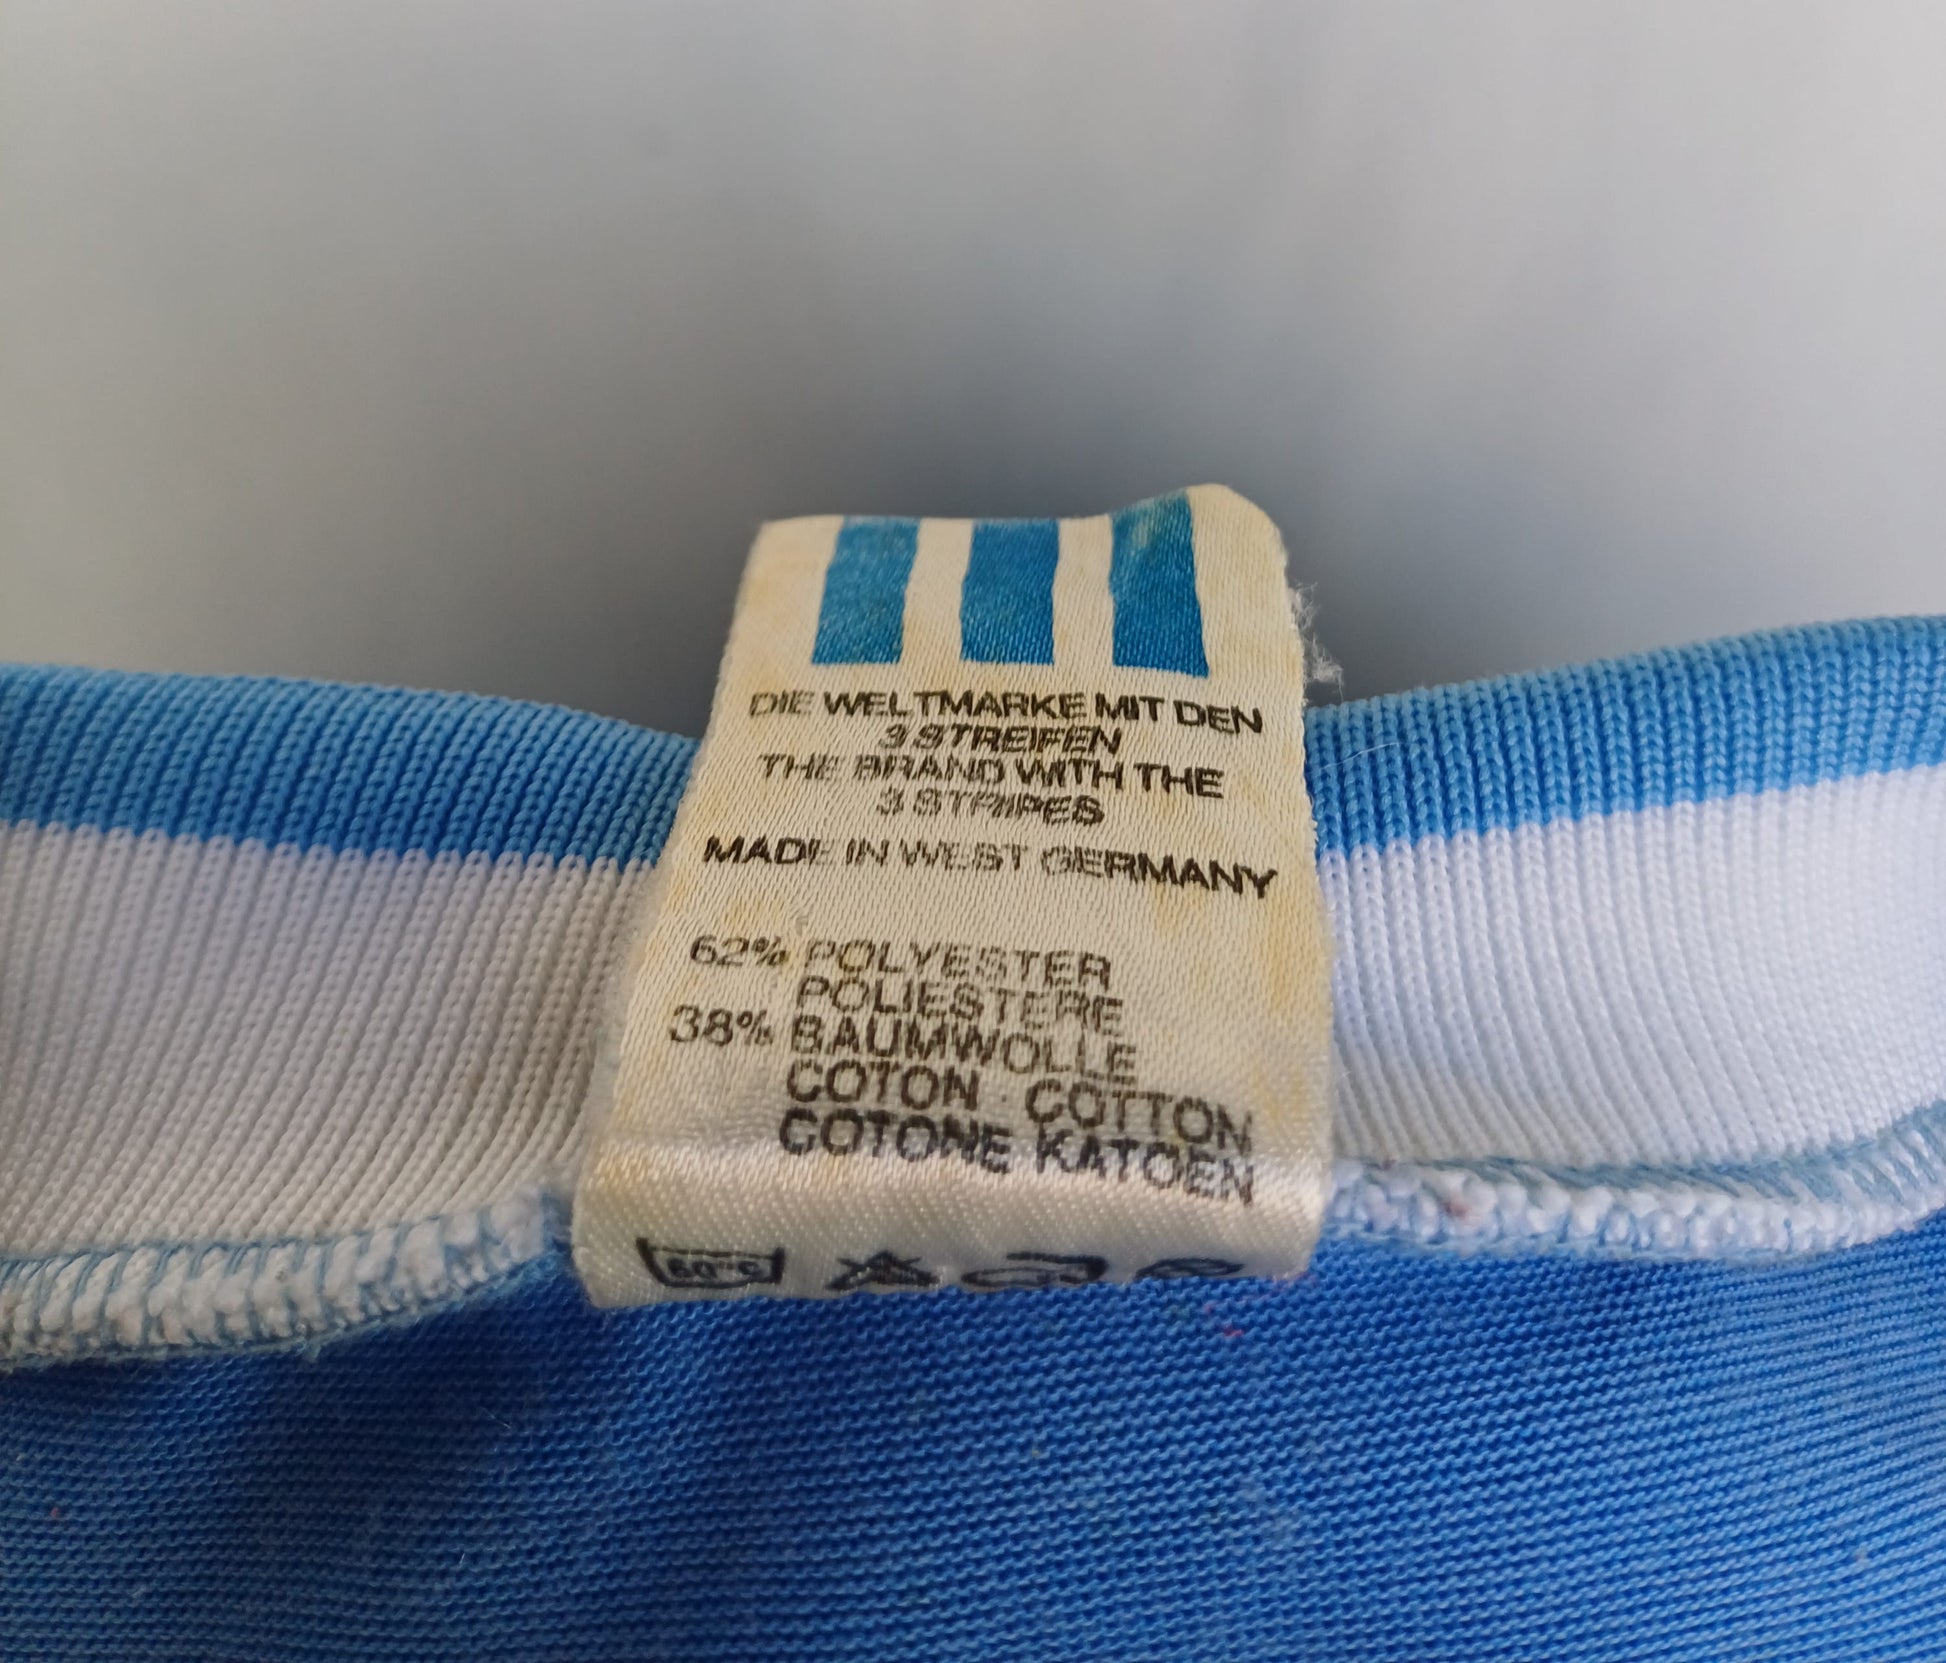 DIE WELTMARKE MIT DEN
3 STREIFEN
THE BRAND WITH THE
3 STRIPES
MADE IN WEST GERMANY
62% POLYESTER
POLIESTERE
38% BAUMWOLLE
COTON · COTTON
COTONE KATOEN
60°C